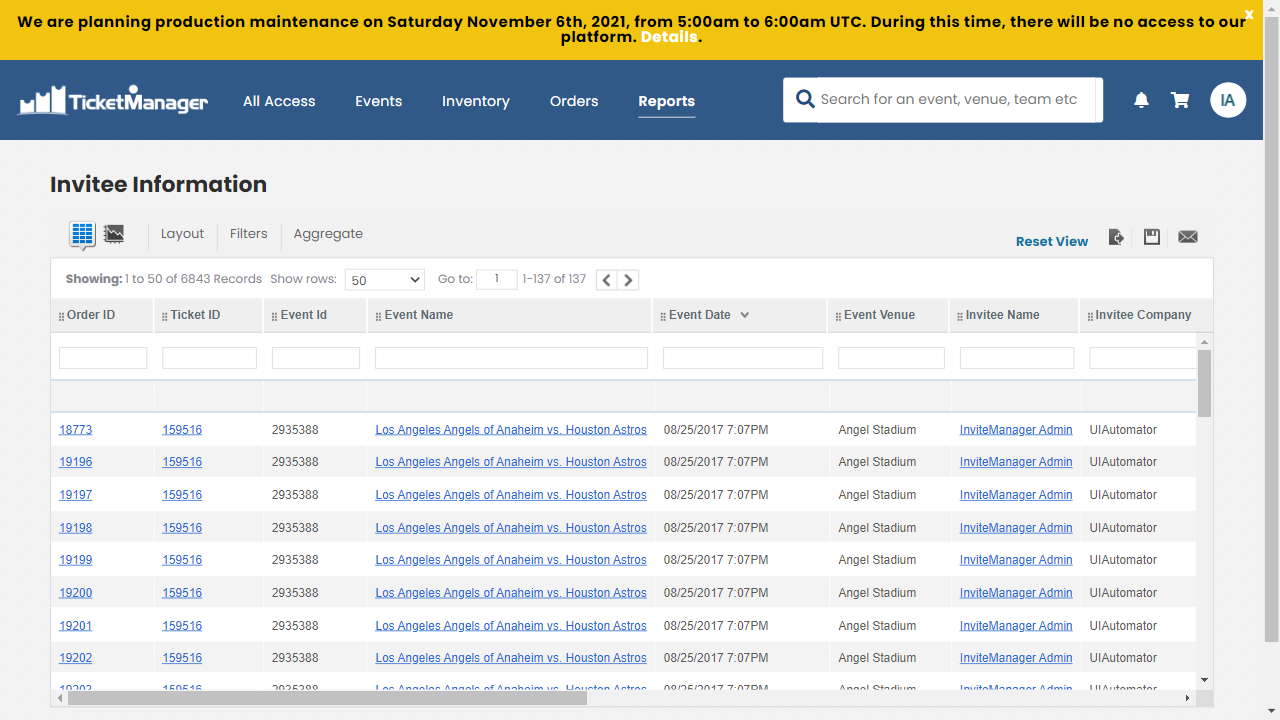 We are planning production maintenance on Saturday November 6th, 2021, from 5:00am to 6:00am UTC. During this time, there will be no access to our
platform. Details.
x
TicketManager All Access Events Inventory Orders Reports Search for an event, venue, team etc IA
Invitee Information
Layout Filters Aggregate Reset View
Showing: 1 to 50 of 6843 Records Show rows: 50 Go to: 1 1-137 of 137
Order ID Ticket ID Event Id Event Name Event Date Event Venue Invitee Name Invitee Company
18773 159516 2935388 Los Angeles Angels of Anaheim vs. Houston Astros 08/25/2017 7:07PM Angel Stadium InviteManager Admin UIAutomator
19196 159516 2935388 Los Angeles Angels of Anaheim vs. Houston Astros 08/25/2017 7:07PM Angel Stadium InviteManager Admin UIAutomator
19197 159516 2935388 Los Angeles Angels of Anaheim vs. Houston Astros 08/25/2017 7:07PM Angel Stadium InviteManager Admin UIAutomator
19198 159516 2935388 Los Angeles Angels of Anaheim vs. Houston Astros 08/25/2017 7:07PM Angel Stadium InviteManager Admin UIAutomator
19199 159516 2935388 Los Angeles Angels of Anaheim vs. Houston Astros 08/25/2017 7:07PM Angel Stadium InviteManager Admin UIAutomator
19200 159516 2935388 Los Angeles Angels of Anaheim vs. Houston Astros 08/25/2017 7:07PM Angel Stadium InviteManager Admin UIAutomator
19201 159516 2935388 Los Angeles Angels of Anaheim vs. Houston Astros 08/25/2017 7:07PM Angel Stadium InviteManager Admin UIAutomator
19202 159516 2935388 Los Angeles Angels of Anaheim vs. Houston Astros 08/25/2017 7:07PM Angel Stadium InviteManager Admin UIAutomator
19203 159516 2935388 Los Angeles Angels of Anaheim vs. Houston Astros 08/25/2017 7:07PM Angel Stadium InviteManager Admin UIAutomator